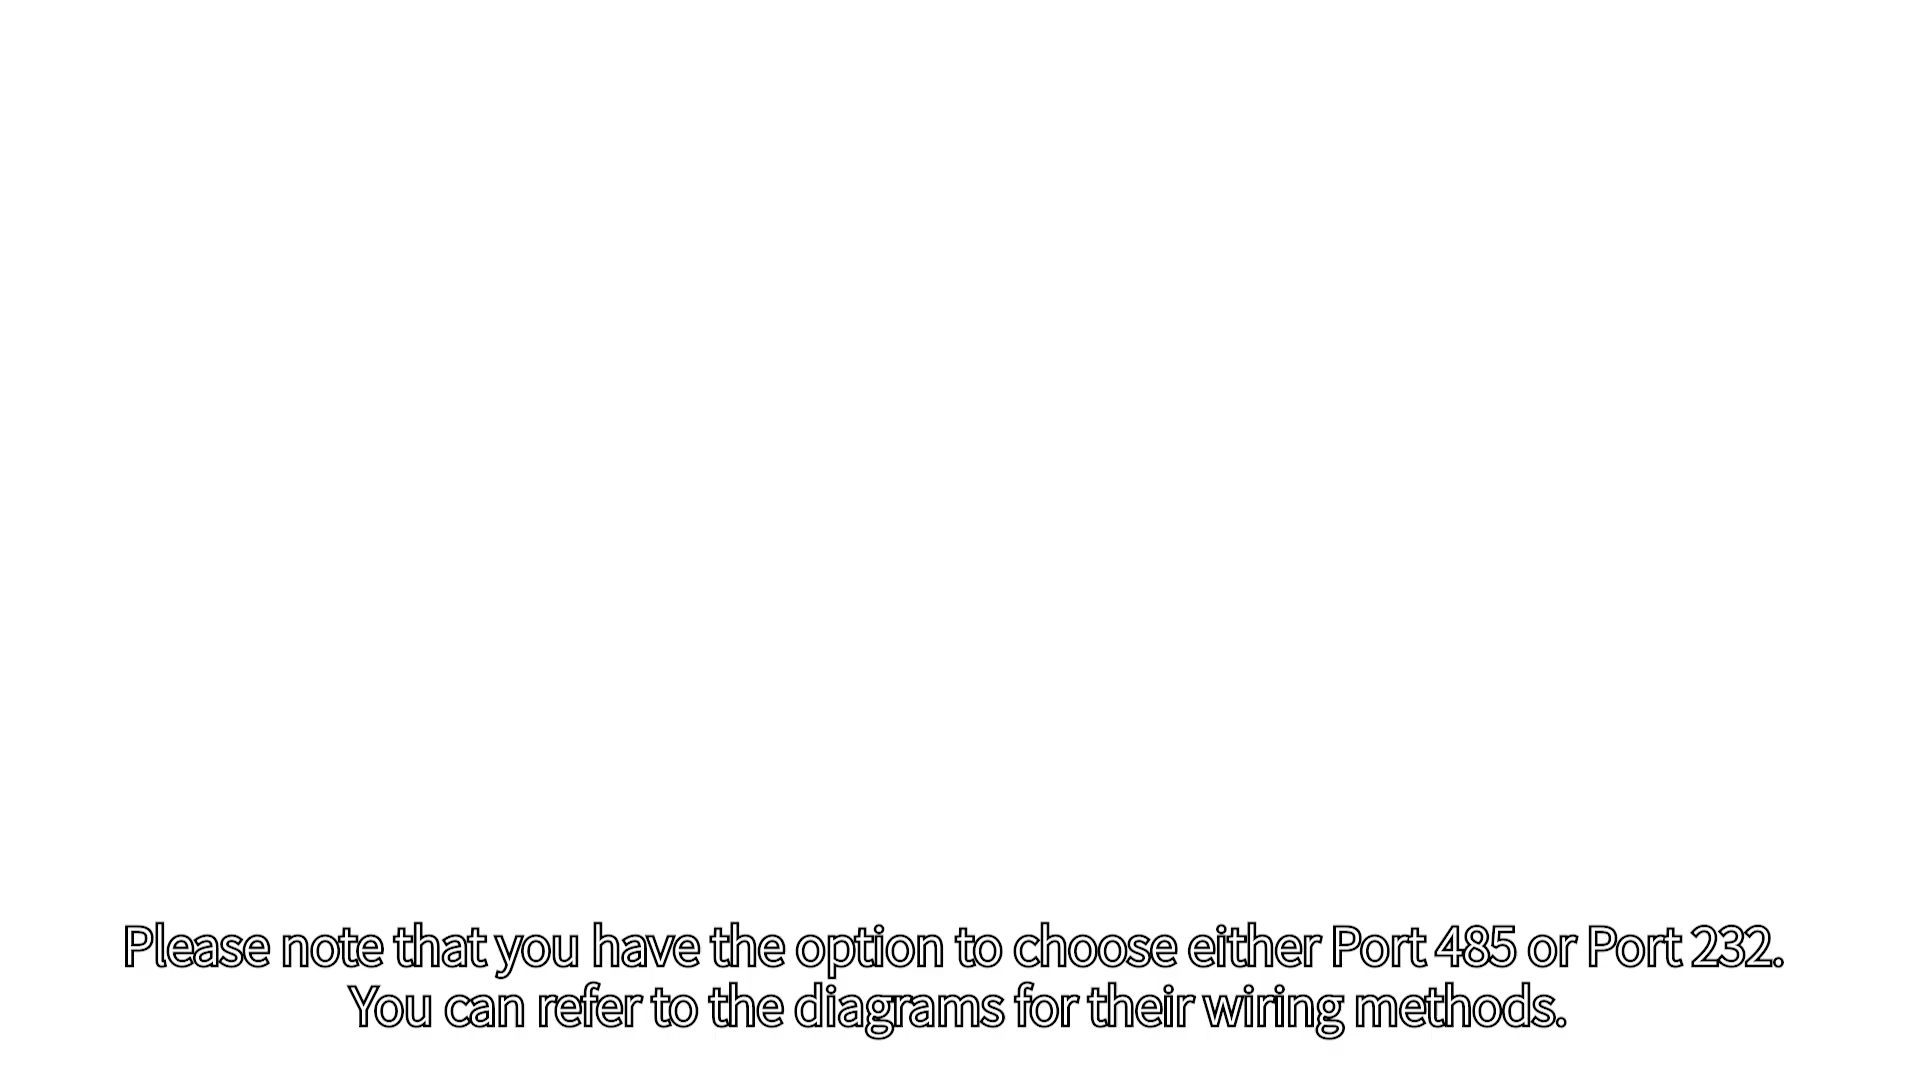 Please note that you have the option to choose either Port 485 or Port 232.
You can refer to the diagrams for their wiring methods.